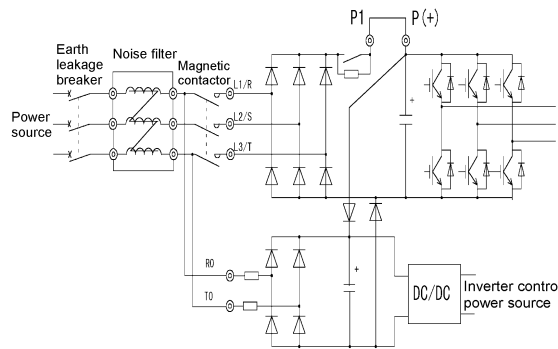 P1 P(+)
Earth
leakage
breaker
Noise filter
Magnetic
contactor
L1/R
Power
source
L2/S
L3/T
+
R0
T0
+
DC/DC
Inverter contro
power source